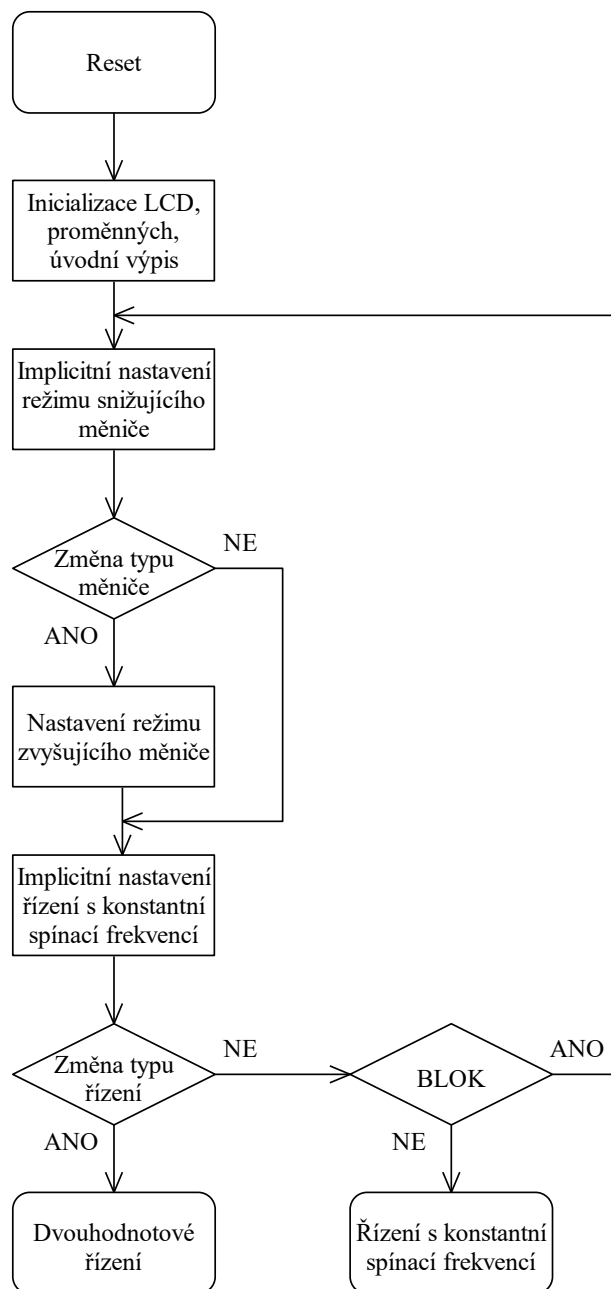 Reset
Inicializace LCD,
proměnných,
úvodní výpis
Implicitní nastavení
režimu snižujícího
měniče
Změna typu
měniče
NE
ANO
Nastavení režimu
zvyšujícího měniče
Implicitní nastavení
řízení s konstantní
spínací frekvencí
Změna typu
řízení
NE
BLOK
ANO
ANO
NE
Dvouhodnotové
řízení
Řízení s konstantní
spínací frekvencí